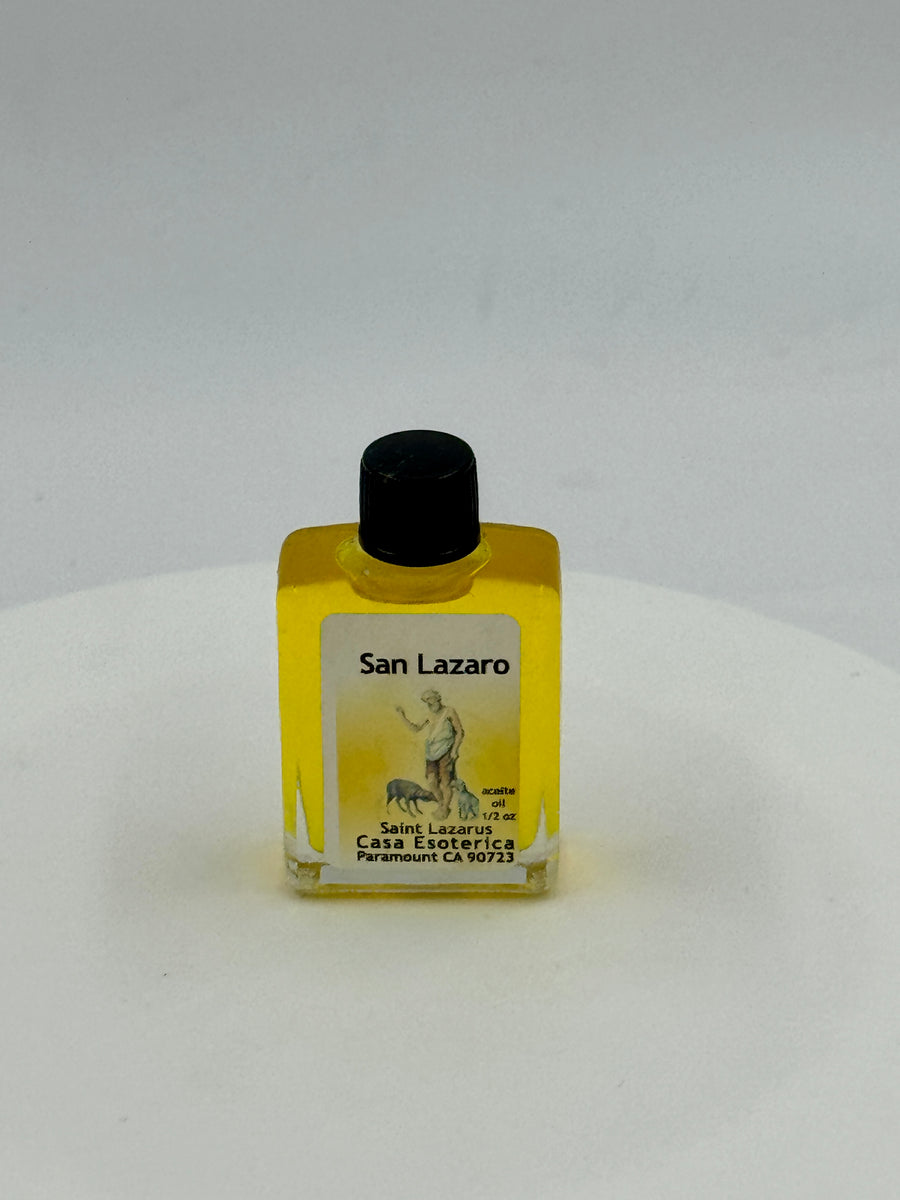 San Lazaro
aceite
oil
1/2 oz
Saint Lazarus
Casa Esoterica
Paramount CA 90723